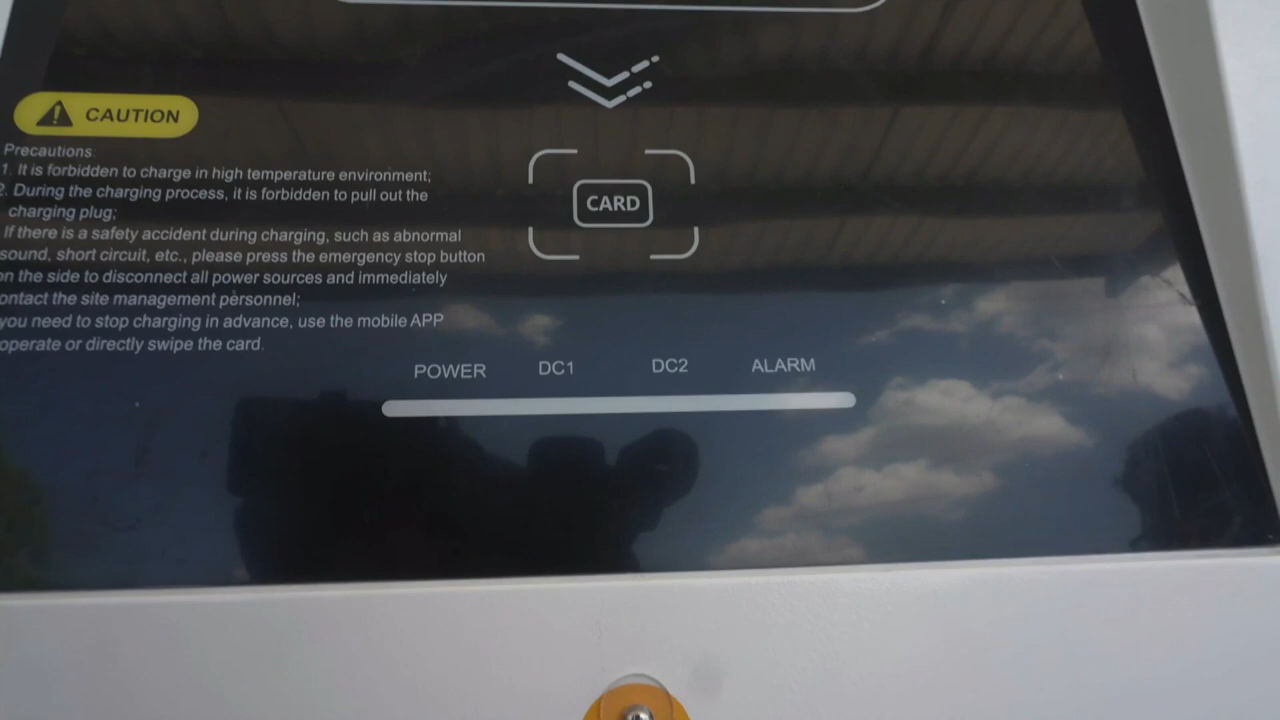 CAUTION
Precautions:
1. It is forbidden to charge in high temperature environment;
2. During the charging process, it is forbidden to pull out the
charging plug;
If there is a safety accident during charging, such as abnormal
sound, short circuit, etc., please press the emergency stop button
on the side to disconnect all power sources and immediately
ontact the site management personnel;
you need to stop charging in advance, use the mobile APP
operate or directly swipe the card.
CARD
POWER DC1 DC2 ALARM